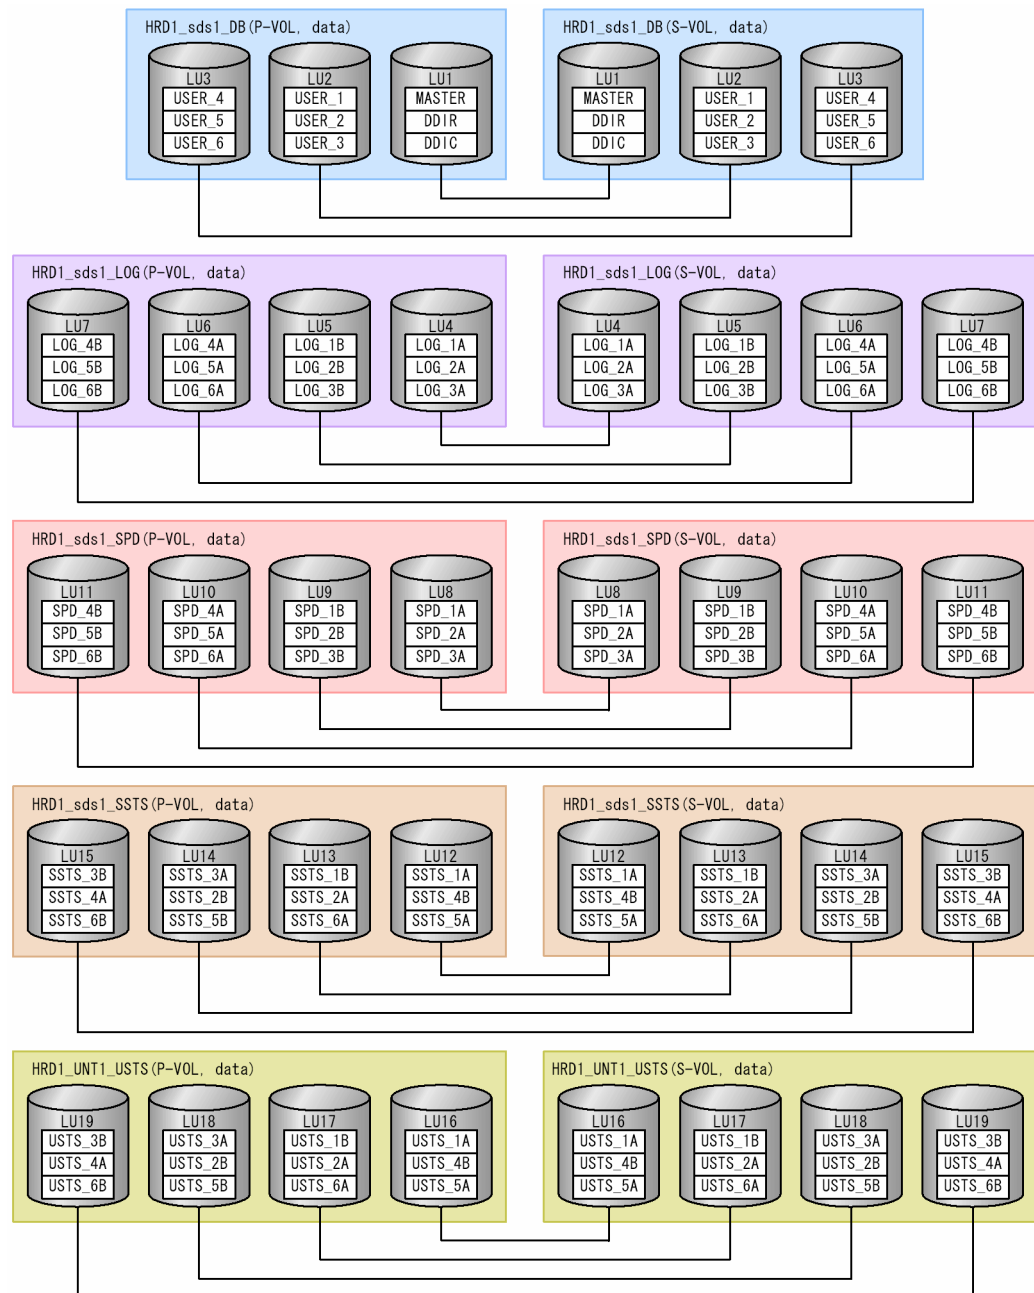 HRD1_sds1_DB(P-VOL, data)
LU3
USER_4
USER_5
USER_6
LU2
USER_1
USER_2
USER_3
LU1
MASTER
DDIR
DDIC
HRD1_sds1_DB(S-VOL, data)
LU1
MASTER
DDIR
DDIC
LU2
USER_1
USER_2
USER_3
LU3
USER_4
USER_5
USER_6
HRD1_sds1_LOG(P-VOL, data)
LU7
LOG_4B
LOG_5B
LOG_6B
LU6
LOG_4A
LOG_5A
LOG_6A
LU5
LOG_1B
LOG_2B
LOG_3B
LU4
LOG_1A
LOG_2A
LOG_3A
HRD1_sds1_LOG(S-VOL, data)
LU4
LOG_1A
LOG_2A
LOG_3A
LU5
LOG_1B
LOG_2B
LOG_3B
LU6
LOG_4A
LOG_5A
LOG_6A
LU7
LOG_4B
LOG_5B
LOG_6B
HRD1_sds1_SPD(P-VOL, data)
LU11
SPD_4B
SPD_5B
SPD_6B
LU10
SPD_4A
SPD_5A
SPD_6A
LU9
SPD_1B
SPD_2B
SPD_3B
LU8
SPD_1A
SPD_2A
SPD_3A
HRD1_sds1_SPD(S-VOL, data)
LU8
SPD_1A
SPD_2A
SPD_3A
LU9
SPD_1B
SPD_2B
SPD_3B
LU10
SPD_4A
SPD_5A
SPD_6A
LU11
SPD_4B
SPD_5B
SPD_6B
HRD1_sds1_SSTS(P-VOL, data)
LU15
SSTS_3B
SSTS_4A
SSTS_6B
LU14
SSTS_3A
SSTS_2B
SSTS_5B
LU13
SSTS_1B
SSTS_2A
SSTS_6A
LU12
SSTS_1A
SSTS_4B
SSTS_5A
HRD1_sds1_SSTS(S-VOL, data)
LU12
SSTS_1A
SSTS_4B
SSTS_5A
LU13
SSTS_1B
SSTS_2A
SSTS_6A
LU14
SSTS_3A
SSTS_2B
SSTS_5B
LU15
SSTS_3B
SSTS_4A
SSTS_6B
HRD1_UNT1_USTS(P-VOL, data)
LU19
USTS_3B
USTS_4A
USTS_6B
LU18
USTS_3A
USTS_2B
USTS_5B
LU17
USTS_1B
USTS_2A
USTS_6A
LU16
USTS_1A
USTS_4B
USTS_5A
HRD1_UNT1_USTS(S-VOL, data)
LU16
USTS_1A
USTS_4B
USTS_5A
LU17
USTS_1B
USTS_2A
USTS_6A
LU18
USTS_3A
USTS_2B
USTS_5B
LU19
USTS_3B
USTS_4A
USTS_6B